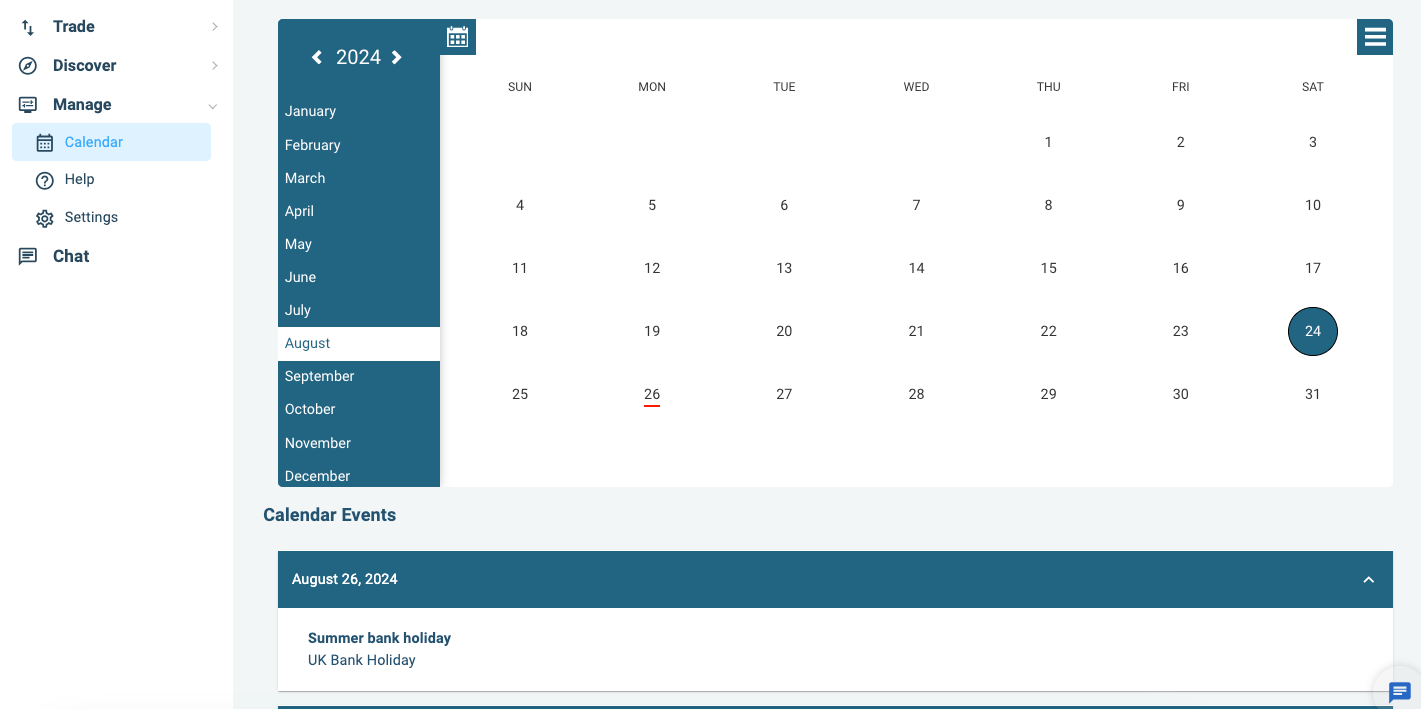 Trade
Discover
Manage
Calendar
Help
Settings
Chat
2024
January
February
March
April
May
June
July
August
September
October
November
December
SUN MON TUE WED THU FRI SAT
1 2 3
4 5 6 7 8 9 10
11 12 13 14 15 16 17
18 19 20 21 22 23 24
25 26 27 28 29 30 31
Calendar Events
August 26, 2024
Summer bank holiday
UK Bank Holiday